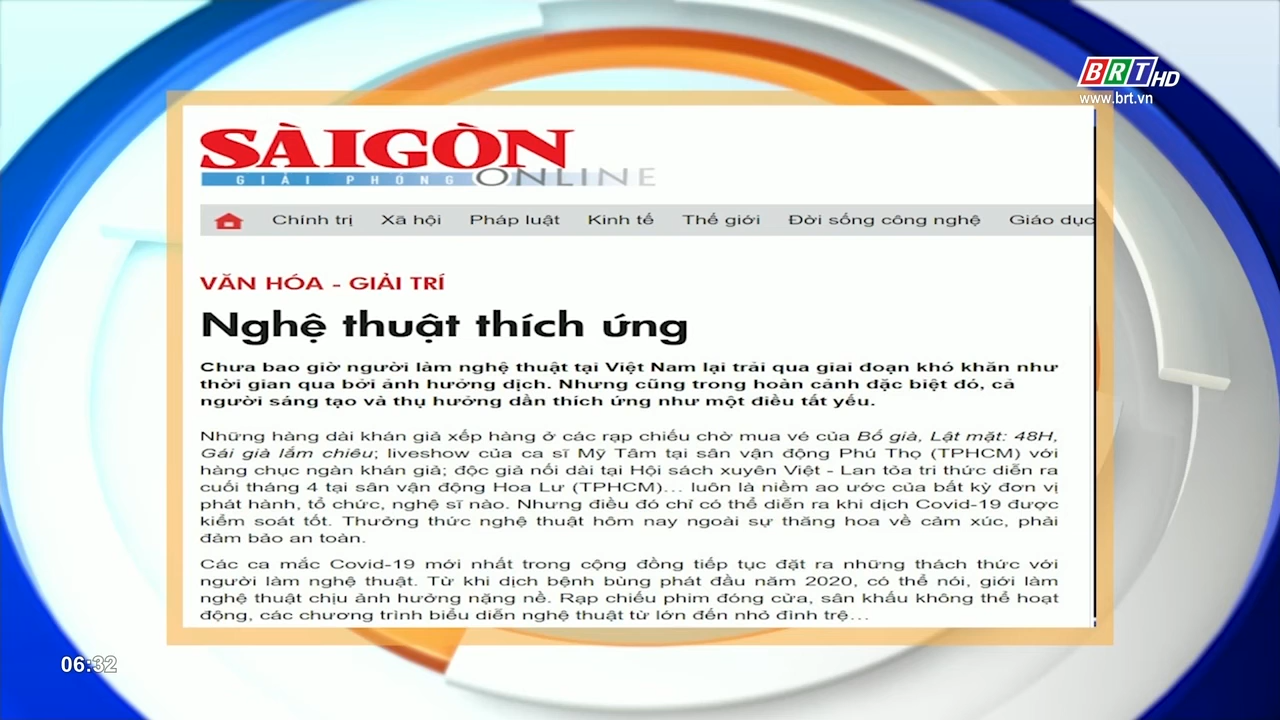 BRT HD
www.brt.vn
SÀIGÒN
GIẢI PHÓNG ONLINE
Chính trị Xã hội Pháp luật Kinh tế Thế giới Đời sống công nghệ Giáo dục
VĂN HÓA - GIẢI TRÍ
Nghệ thuật thích ứng
Chưa bao giờ người làm nghệ thuật tại Việt Nam lại trải qua giai đoạn khó khăn như
thời gian qua bởi ảnh hưởng dịch. Nhưng cũng trong hoàn cảnh đặc biệt đó, cả
người sáng tạo và thụ hưởng dần thích ứng như một điều tất yếu.
Những hàng dài khán giả xếp hàng ở các rạp chiếu chờ mua vé của Bố già, Lật mặt: 48H,
Gái già lắm chiêu; liveshow của ca sĩ Mỹ Tâm tại sân vận động Phú Thọ (TPHCM) với
hàng chục ngàn khán giả; độc giả nối dài tại Hội sách xuyên Việt - Lan tỏa tri thức diễn ra
cuối tháng 4 tại sân vận động Hoa Lư (TPHCM)... luôn là niềm ao ước của bất kỳ đơn vị
phát hành, tổ chức, nghệ sĩ nào. Nhưng điều đó chỉ có thể diễn ra khi dịch Covid-19 được
kiểm soát tốt. Thưởng thức nghệ thuật hôm nay ngoài sự thăng hoa về cảm xúc, phải
đảm bảo an toàn.
Các ca mắc Covid-19 mới nhất trong cộng đồng tiếp tục đặt ra những thách thức với
người làm nghệ thuật. Từ khi dịch bệnh bùng phát đầu năm 2020, có thể nói, giới làm
nghệ thuật chịu ảnh hưởng nặng nề. Rạp chiếu phim đóng cửa, sân khấu không thể hoạt
động, các chương trình biểu diễn nghệ thuật từ lớn đến nhỏ đình trệ...
06:32